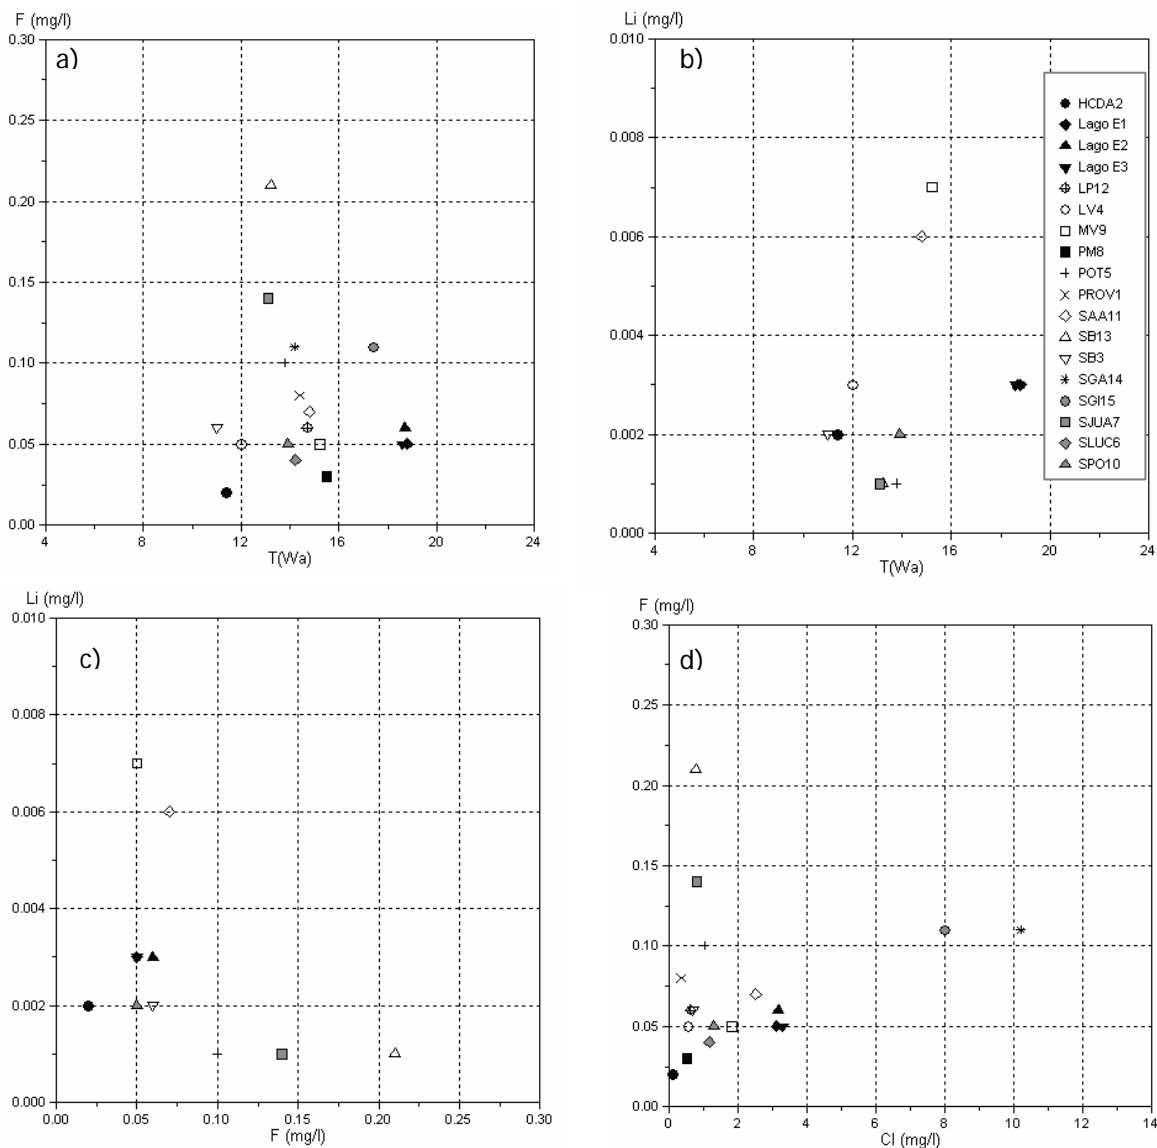 F (mg/l)
0.30
a)
0.25
0.20
0.15
0.10
0.05
0.00
4 8 12 16 20 24
T(Wa)
Li (mg/l)
0.010
b)
0.008
0.006
0.004
0.002
0.000
4 8 12 16 20 24
T(Wa)
HCDA2
Lago E1
Lago E2
Lago E3
LP12
LV4
MV9
PM8
POT5
PROV1
SAA11
SB13
SB3
SGA14
SGI15
SJUA7
SLUC6
SPO10
Li (mg/l)
0.010
c)
0.008
0.006
0.004
0.002
0.000
0.00 0.05 0.10 0.15 0.20 0.25 0.30
F (mg/l)
F (mg/l)
0.30
d)
0.25
0.20
0.15
0.10
0.05
0.00
0 2 4 6 8 10 12 14
Cl (mg/l)